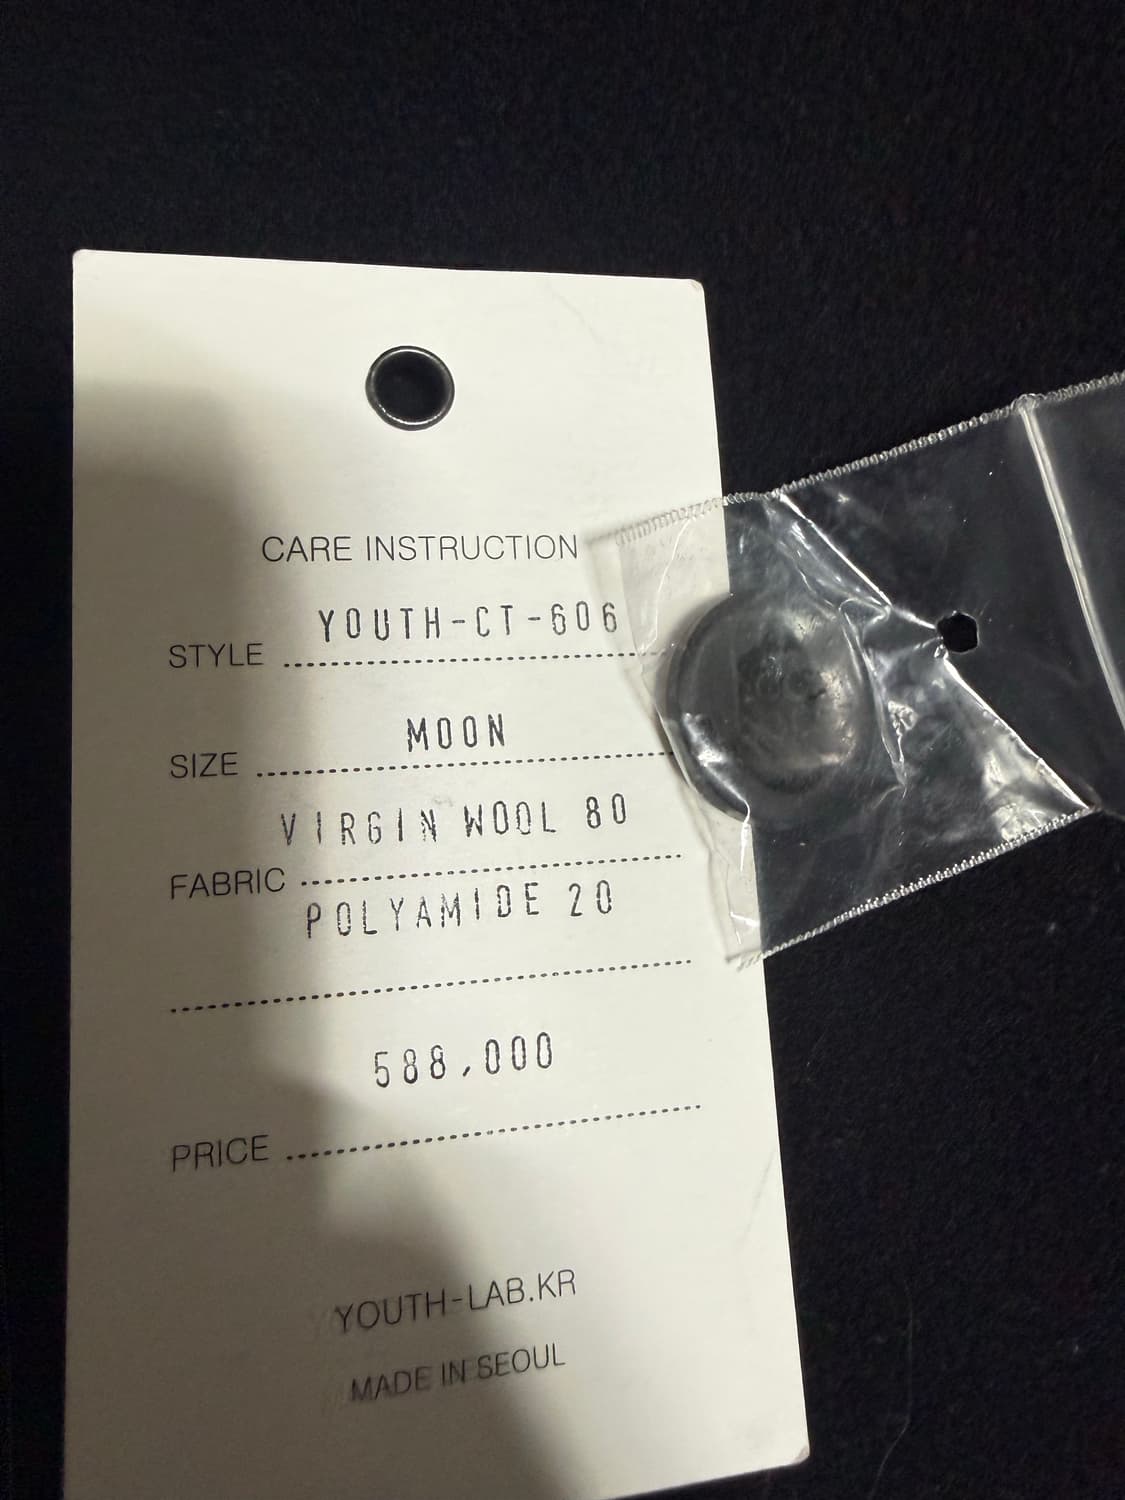 CARE INSTRUCTION
STYLE YOUTH-CT-606
SIZE MOON
VIRGIN WOOL 80
FABRIC
POLYAMIDE 20
588,000
PRICE
YOUTH-LAB.KR
MADE IN SEOUL